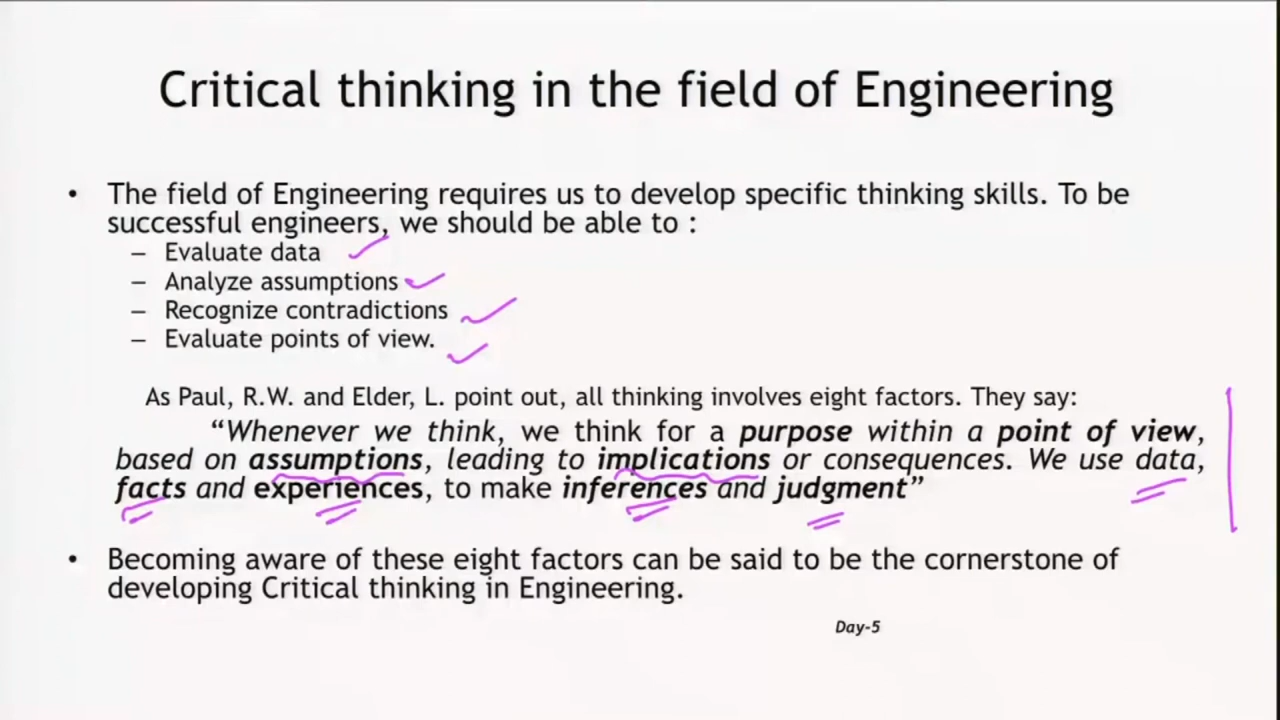 Critical thinking in the field of Engineering
• The field of Engineering requires us to develop specific thinking skills. To be
successful engineers, we should be able to :
– Evaluate data
– Analyze assumptions
– Recognize contradictions
– Evaluate points of view.
As Paul, R.W. and Elder, L. point out, all thinking involves eight factors. They say:
“Whenever we think, we think for a purpose within a point of view,
based on assumptions, leading to implications or consequences. We use data,
facts and experiences, to make inferences and judgment”
• Becoming aware of these eight factors can be said to be the cornerstone of
developing Critical thinking in Engineering.
Day-5